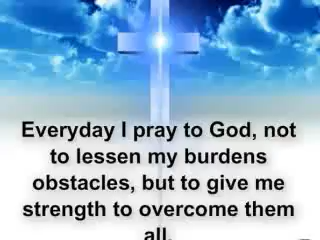 Everyday I pray to God, not
to lessen my burdens
obstacles, but to give me
strength to overcome them
all.